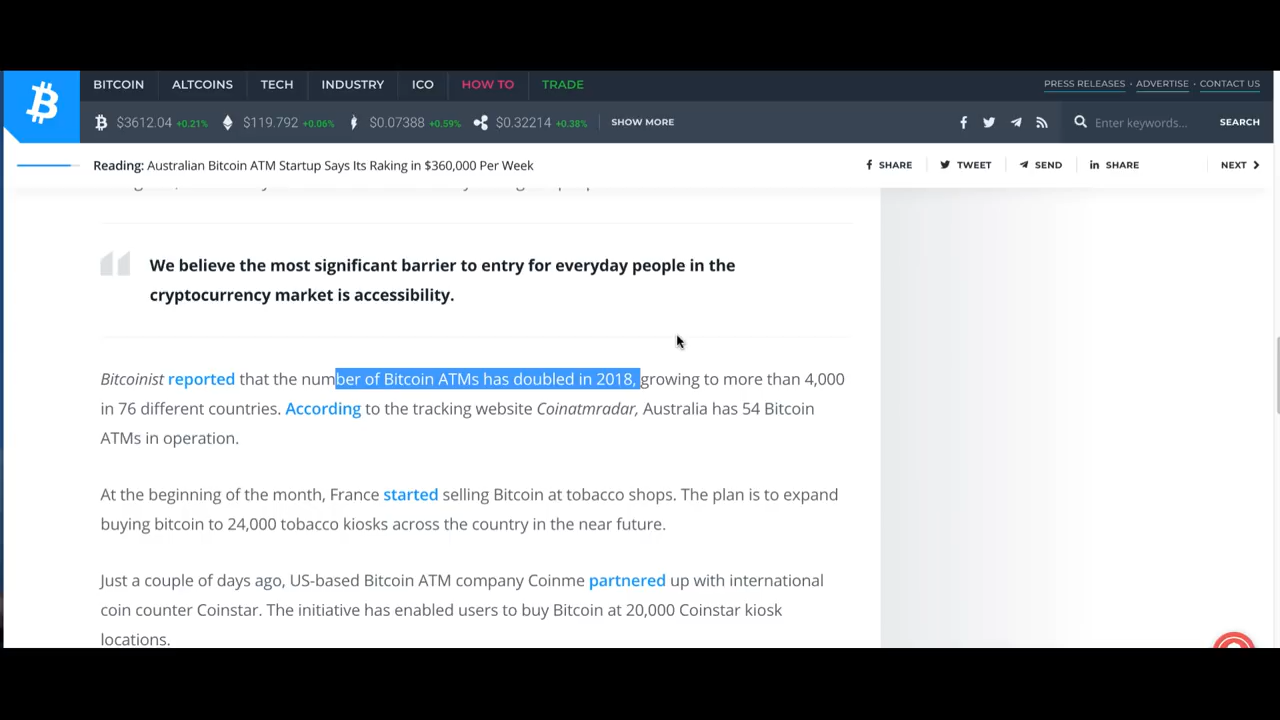 BITCOIN ALTCOINS TECH INDUSTRY ICO HOW TO TRADE PRESS RELEASES • ADVERTISE • CONTACT US
$3612.04 +0.21% $119.792 +0.06% $0.07388 +0.59% $0.32214 +0.38% SHOW MORE Enter keywords... SEARCH
Reading: Australian Bitcoin ATM Startup Says Its Raking in $360,000 Per Week SHARE TWEET SEND SHARE NEXT
We believe the most significant barrier to entry for everyday people in the
cryptocurrency market is accessibility.
Bitcoinist reported that the number of Bitcoin ATMs has doubled in 2018, growing to more than 4,000
in 76 different countries. According to the tracking website Coinatmradar, Australia has 54 Bitcoin
ATMs in operation.
At the beginning of the month, France started selling Bitcoin at tobacco shops. The plan is to expand
buying bitcoin to 24,000 tobacco kiosks across the country in the near future.
Just a couple of days ago, US-based Bitcoin ATM company Coinme partnered up with international
coin counter Coinstar. The initiative has enabled users to buy Bitcoin at 20,000 Coinstar kiosk
locations.